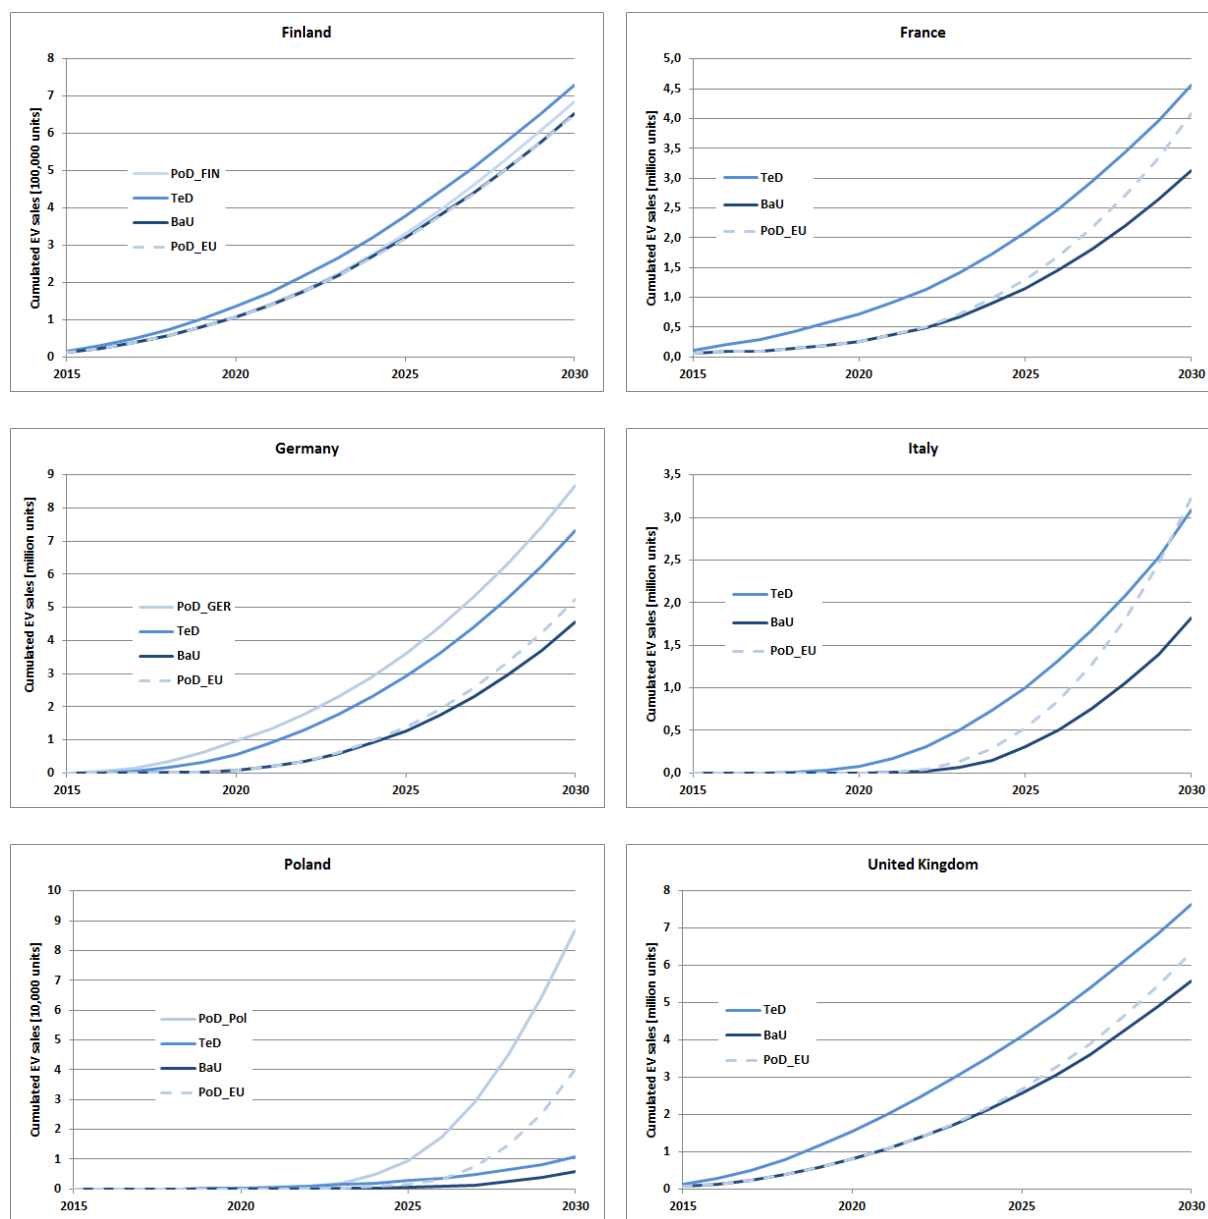 Finland
Cumulated EV sales [100,000 units]
8
7
6
5
4
3
2
1
0
PoD_FIN
TeD
BaU
PoD_EU
2015 2020 2025 2030
France
Cumulated EV sales [million units]
5,0
4,5
4,0
3,5
3,0
2,5
2,0
1,5
1,0
0,5
0,0
TeD
BaU
PoD_EU
2015 2020 2025 2030
Germany
Cumulated EV sales [million units]
9
8
7
6
5
4
3
2
1
0
PoD_GER
TeD
BaU
PoD_EU
2015 2020 2025 2030
Italy
Cumulated EV sales [million units]
3,5
3,0
2,5
2,0
1,5
1,0
0,5
0,0
TeD
BaU
PoD_EU
2015 2020 2025 2030
Poland
Cumulated EV sales [10,000 units]
10
9
8
7
6
5
4
3
2
1
0
PoD_Pol
TeD
BaU
PoD_EU
2015 2020 2025 2030
United Kingdom
Cumulated EV sales [million units]
8
7
6
5
4
3
2
1
0
TeD
BaU
PoD_EU
2015 2020 2025 2030